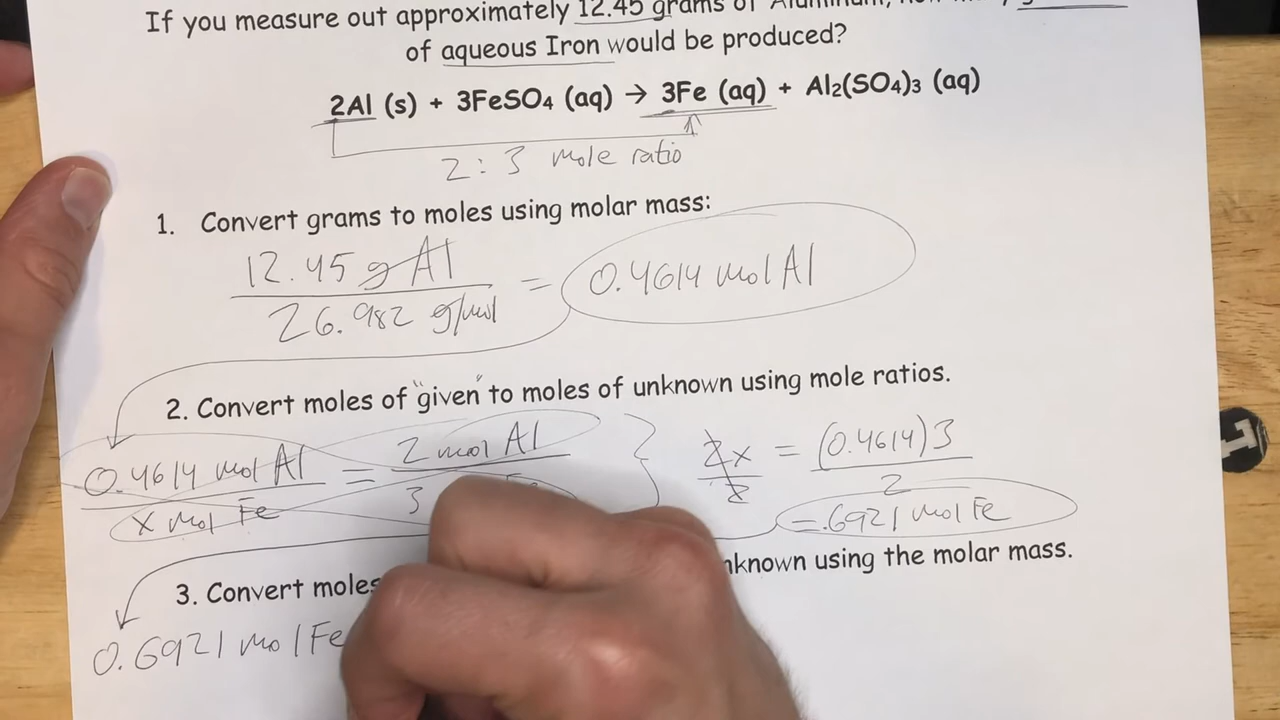 If you measure out approximately 12.45 grams of Aluminum,
of aqueous Iron would be produced?
2Al (s) + 3FeSO4 (aq) → 3Fe (aq) + Al2(SO4)3 (aq)
2 : 3 mole ratio
1. Convert grams to moles using molar mass:
12.45 g Al
26.982 g/mol
= 0.4614 mol Al
2. Convert moles of "given" to moles of unknown using mole ratios.
0.4614 mol Al = 2 mol Al
x mol Fe 3
2x = (0.4614)3
2 2
= .6921 mol Fe
3. Convert moles unknown using the molar mass.
0.6921 mol Fe